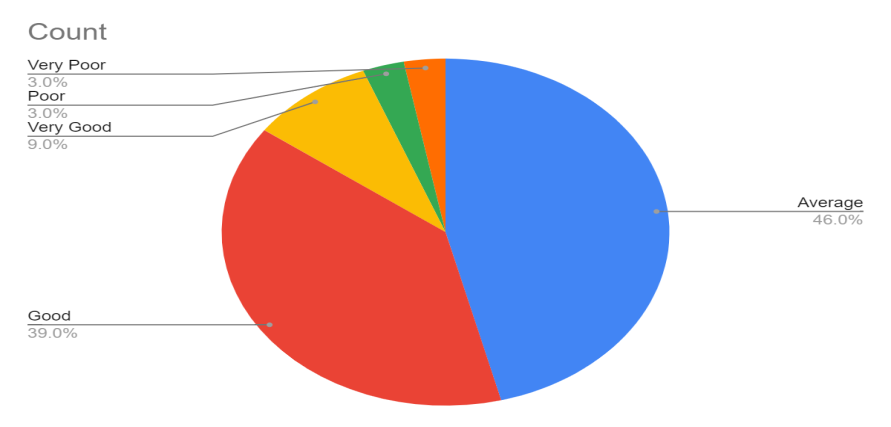 Count
Very Poor
3.0%
Poor
3.0%
Very Good
9.0%
Average
46.0%
Good
39.0%